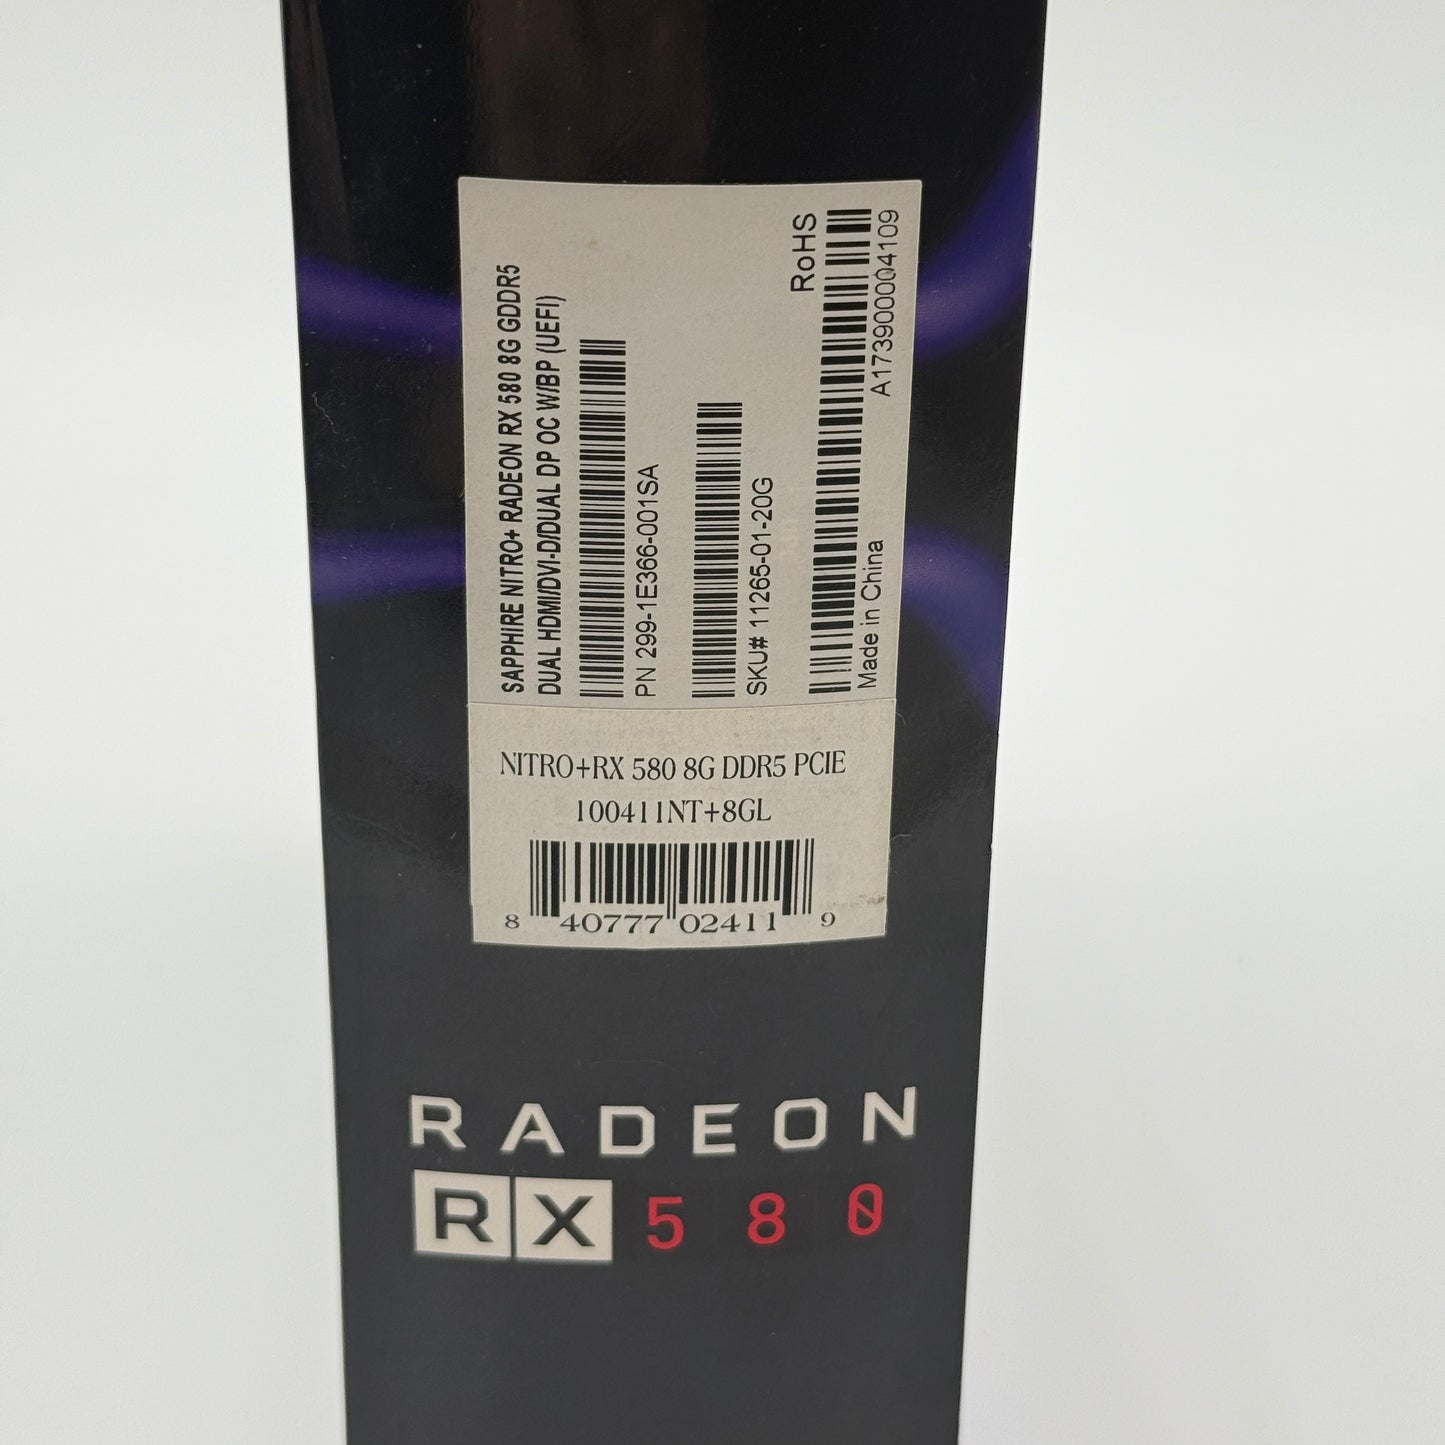 SAPPHIRE NITRO+ RADEON RX 580 8G GDDR5
DUAL HDMI/DVI-D/DUAL DP OC W/BP (UEFI)
PN 299-1E366-001SA
SKU# 11265-01-20G
RoHS
A173900004109
Made in China
NITRO+RX 580 8G DDR5 PCIE
100411NT+8GL
8 40777 02411 9
RADEON
RX 580